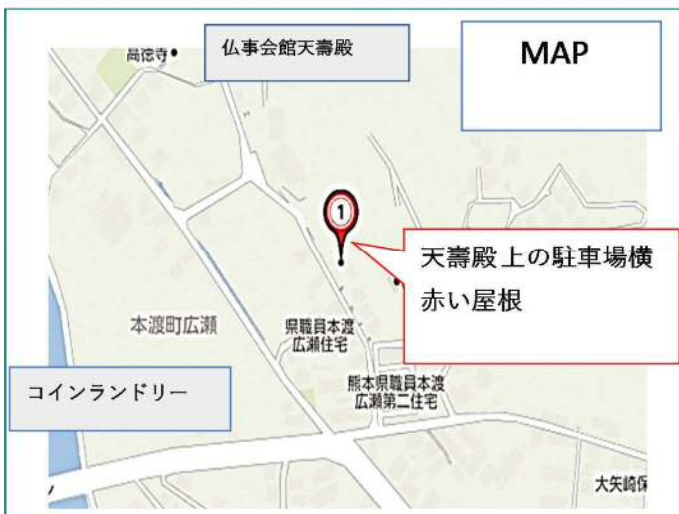 高徳寺
仏事会館天壽殿
MAP
1
天壽殿上の駐車場横
赤い屋根
本渡町広瀬
県職員本渡
広瀬住宅
コインランドリー
熊本県職員本渡
広瀬第二住宅
大矢崎保